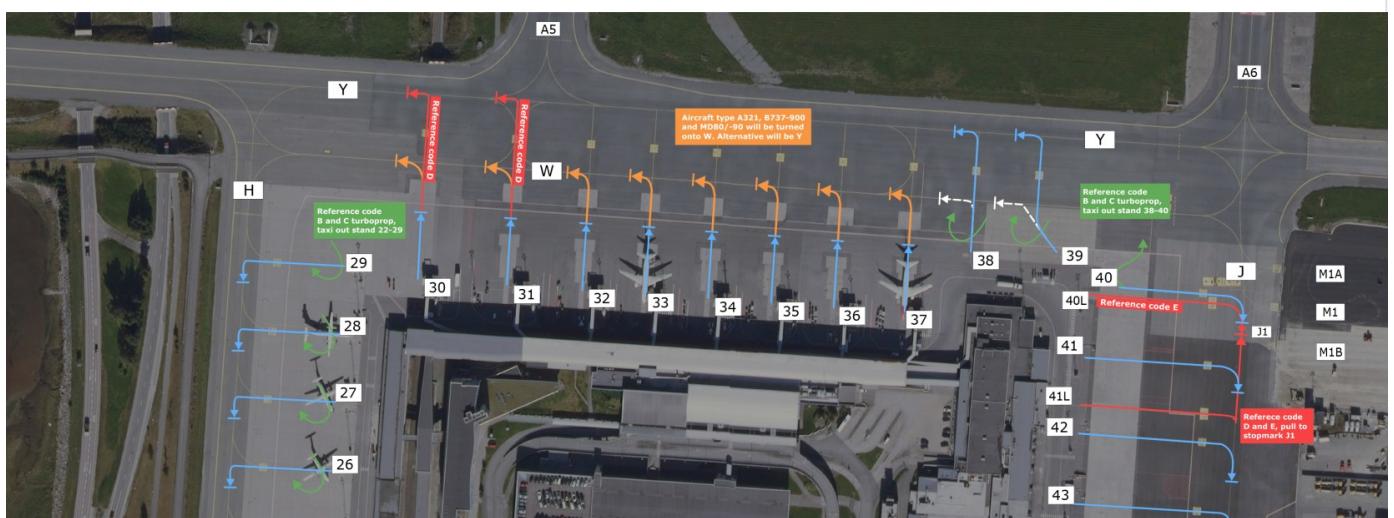 A5
A6
Y
Y
Reference code D
Reference code D
Aircraft type A321, B737-900
and MD80/-90 will be turned
onto W. Alternative will be Y
W
H
Reference code
B and C turboprop,
taxi out stand 22-29
Reference code
B and C turboprop,
taxi out stand 38-40
29
30
31
32
33
34
35
36
37
38
39
40
40L
Reference code E
J
J1
M1A
M1
M1B
28
27
26
41
41L
42
43
Referece code
D and E, pull to
stopmark J1